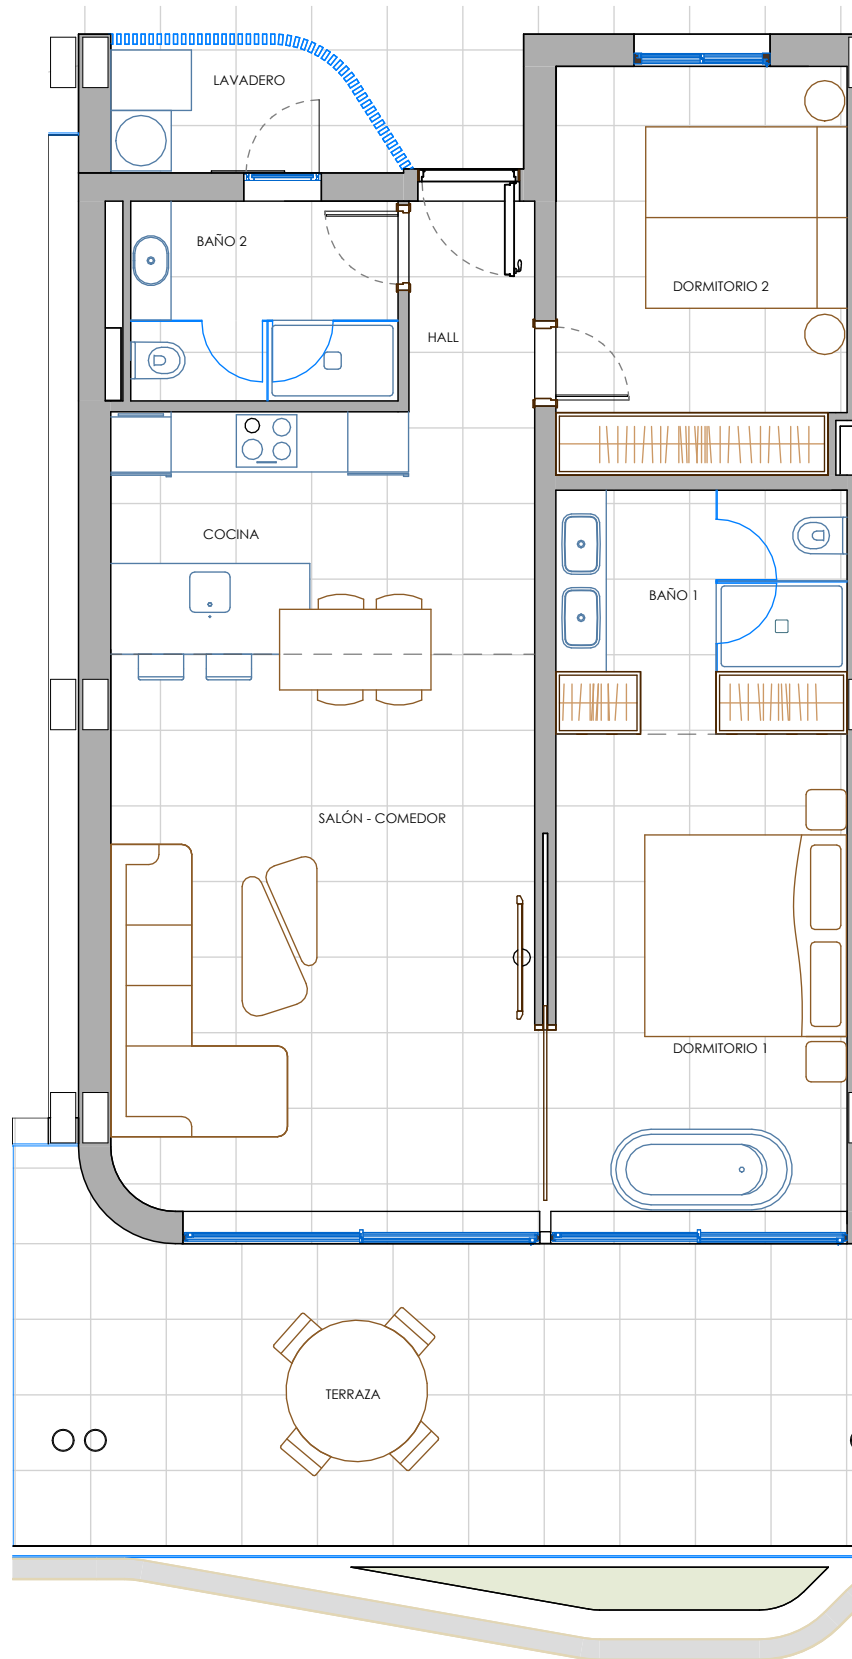 LAVADERO
BAÑO 2
DORMITORIO 2
HALL
COCINA
BAÑO 1
SALÓN - COMEDOR
DORMITORIO 1
TERRAZA